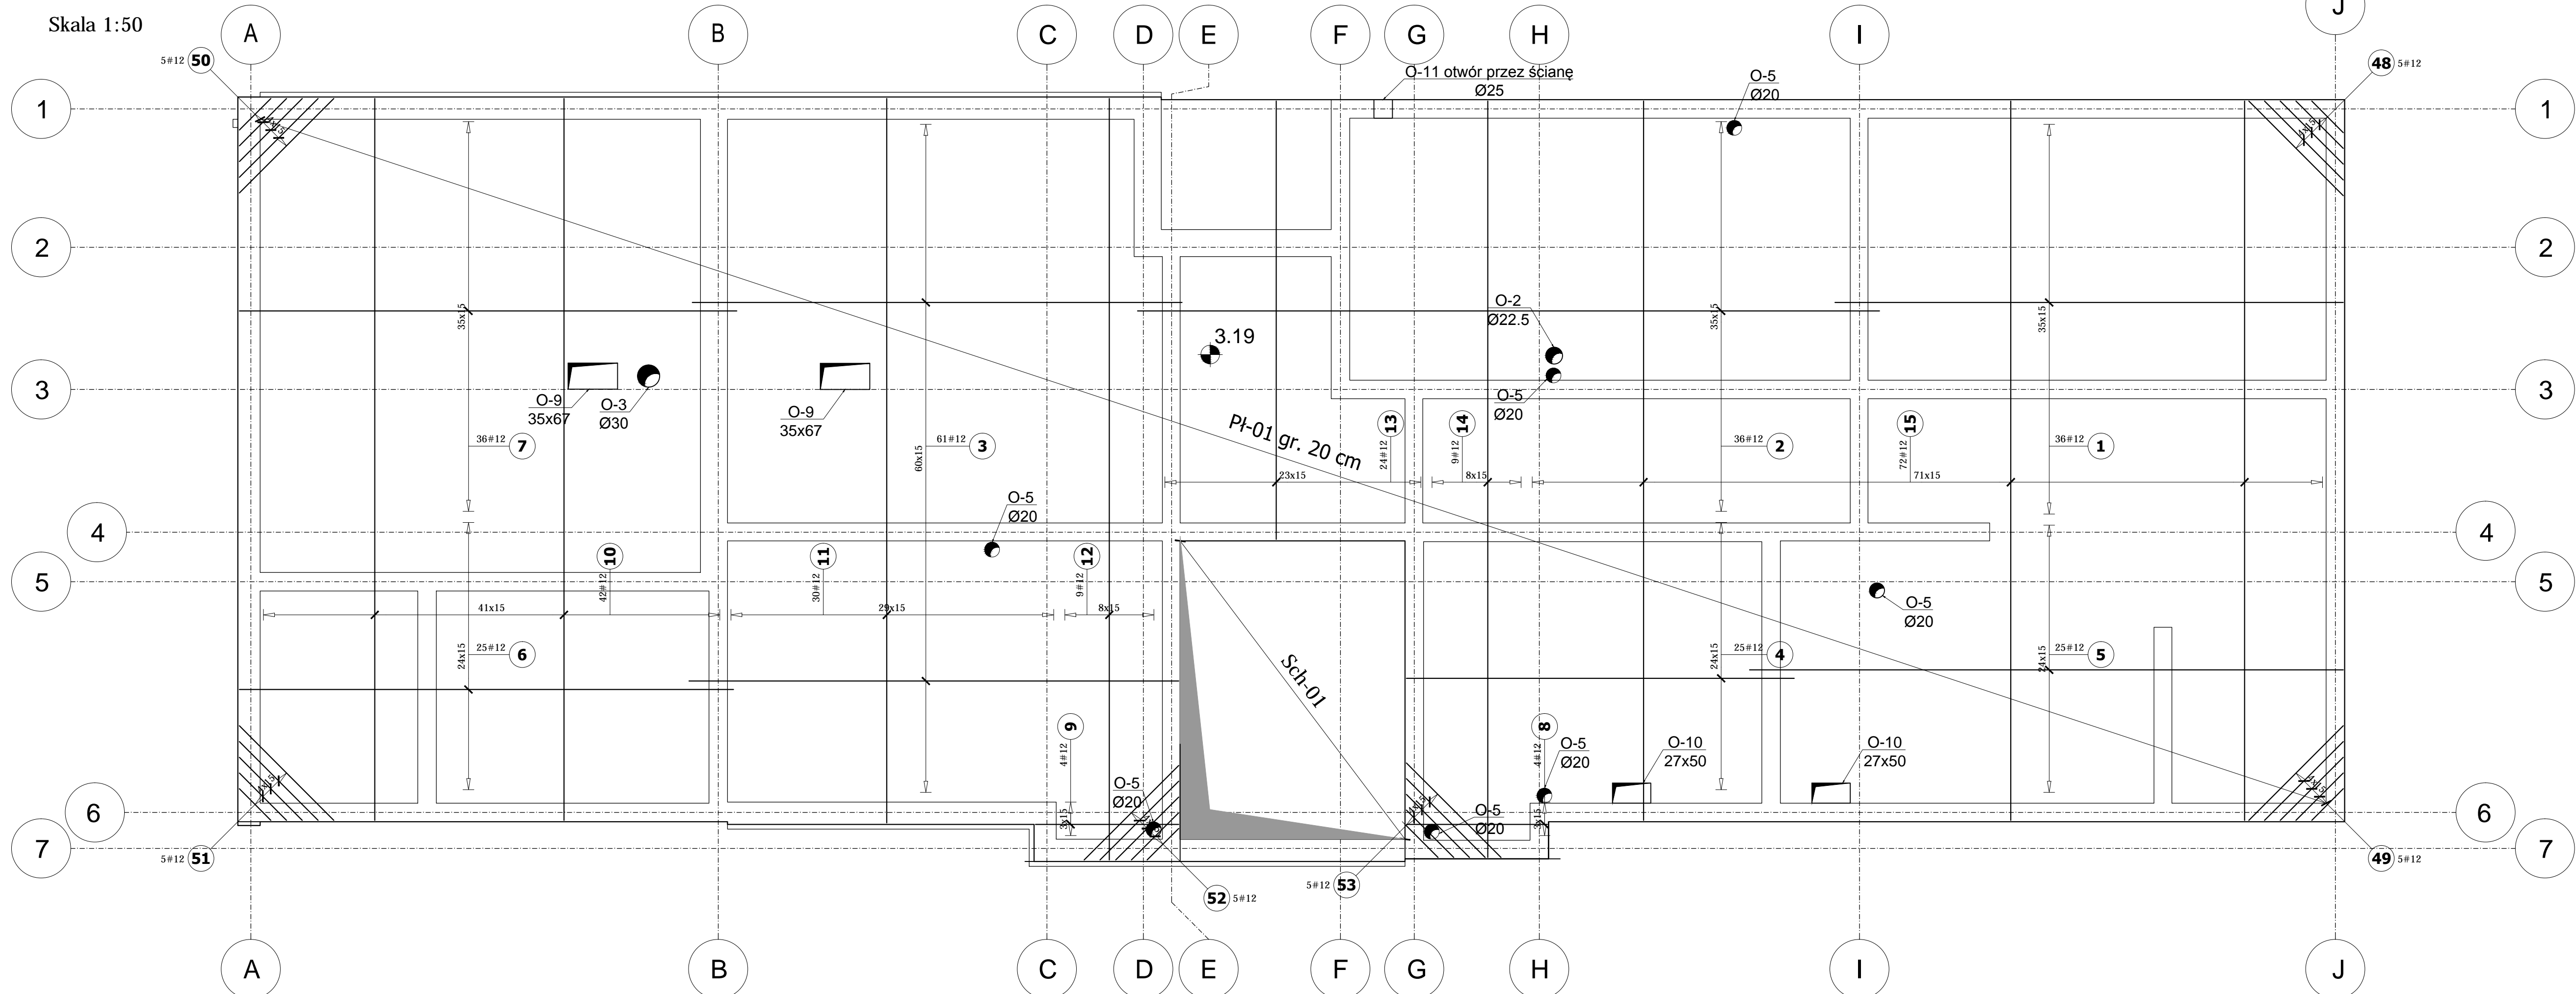 Skala 1:50
A
B
C
D
E
F
G
H
I
J
5#12 50
48 5#12
O-11 otwór przez ścianę
Ø25
O-5
Ø20
1
1
4x15
4x15
2
2
35x15
35x15
35x15
O-2
Ø22.5
3.19
3
3
O-9
35x67
O-3
Ø30
O-9
35x67
O-5
Ø20
Pł-01 gr. 20 cm
13
24#12
14
9#12
15
72#12
36#12 7
61#12 3
60x15
36#12 2
36#12 1
23x15
8x15
71x15
O-5
Ø20
4
4
10
42#12
11
30#12
12
9#12
5
5
41x15
29x15
8x15
O-5
Ø20
24x15
25#12 6
Sch-01
24x15
25#12 4
24x15
25#12 5
9
4#12
8
4#12
O-5
Ø20
O-10
27x50
O-10
27x50
4x15
4x15
O-5
Ø20
4x15
O-5
Ø20
3x15
3x15
6
6
7
7
5#12 51
49 5#12
52 5#12
5#12 53
A
B
C
D
E
F
G
H
I
J